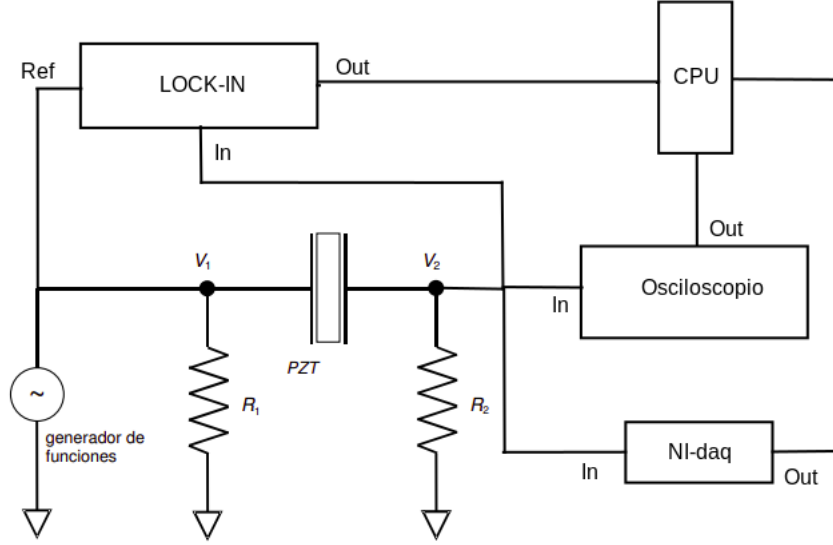 Ref
LOCK-IN
Out
CPU
In
Out
V₁
V₂
In
Osciloscopio
PZT
~
R₁
R₂
generador de
funciones
In
NI-daq
Out